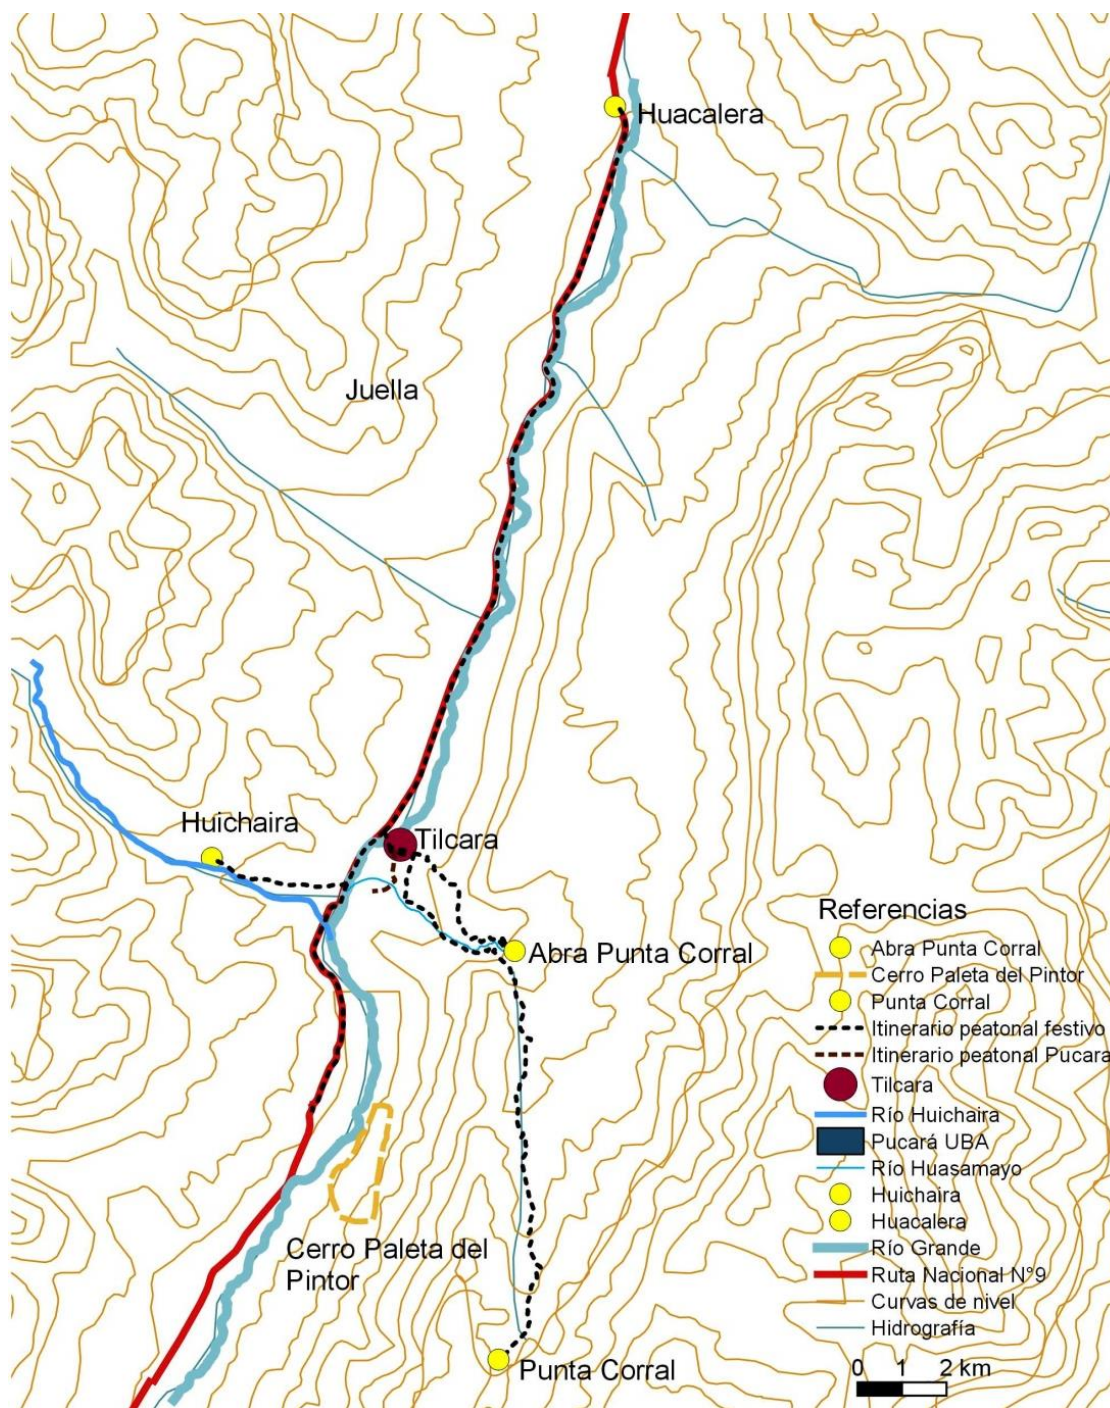 Huacalera
Juella
Huichaira
Tilcara
Abra Punta Corral
Cerro Paleta del
Pintor
Punta Corral
Referencias
Abra Punta Corral
Cerro Paleta del Pintor
Punta Corral
Itinerario peatonal festivo
Itinerario peatonal Pucara
Tilcara
Río Huichaira
Pucará UBA
Río Huasamayo
Huichaira
Huacalera
Río Grande
Ruta Nacional N°9
Curvas de nivel
Hidrografía
0 1 2 km